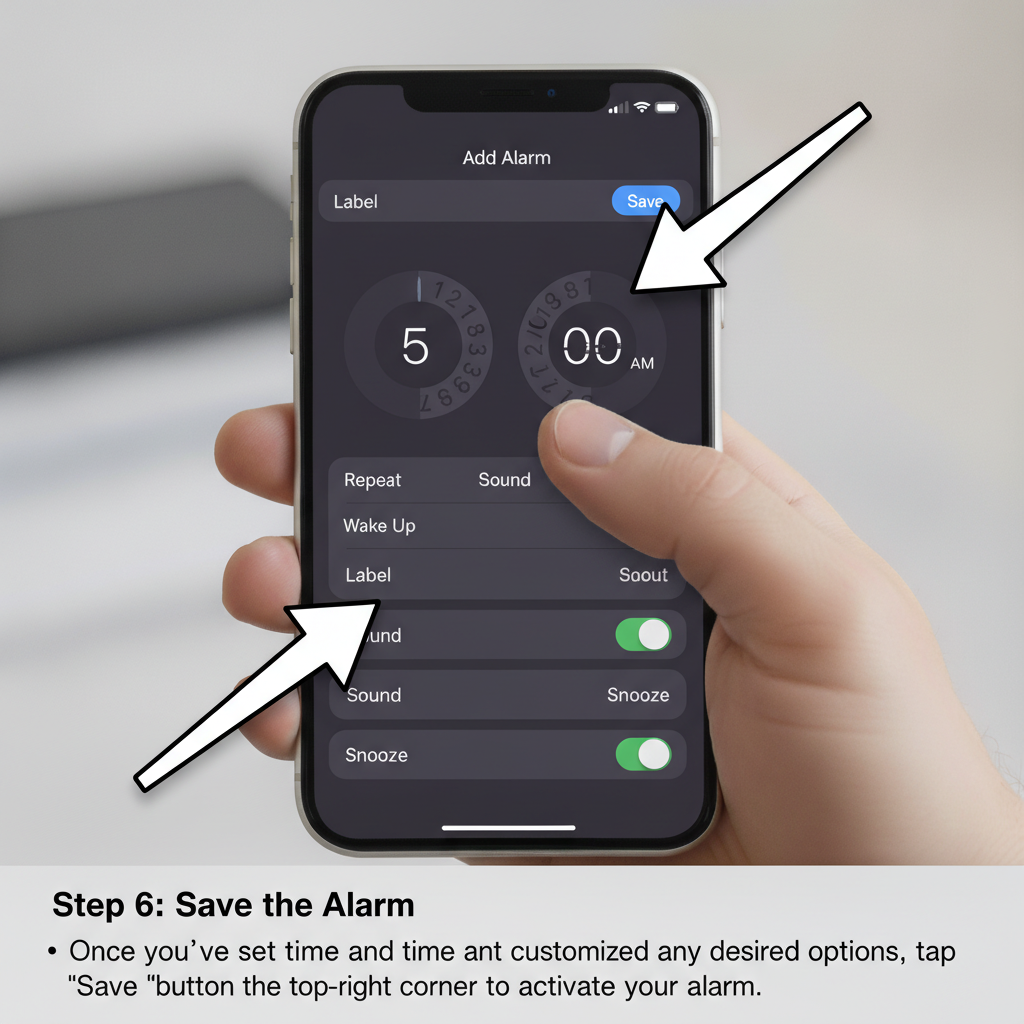 Add Alarm
Label Save
5 00 AM
Repeat Sound
Wake Up
Label Soout
Sound Snooze
Snooze
Step 6: Save the Alarm
• Once you've set time and time ant customized any desired options, tap
"Save "button the top-right corner to activate your alarm.